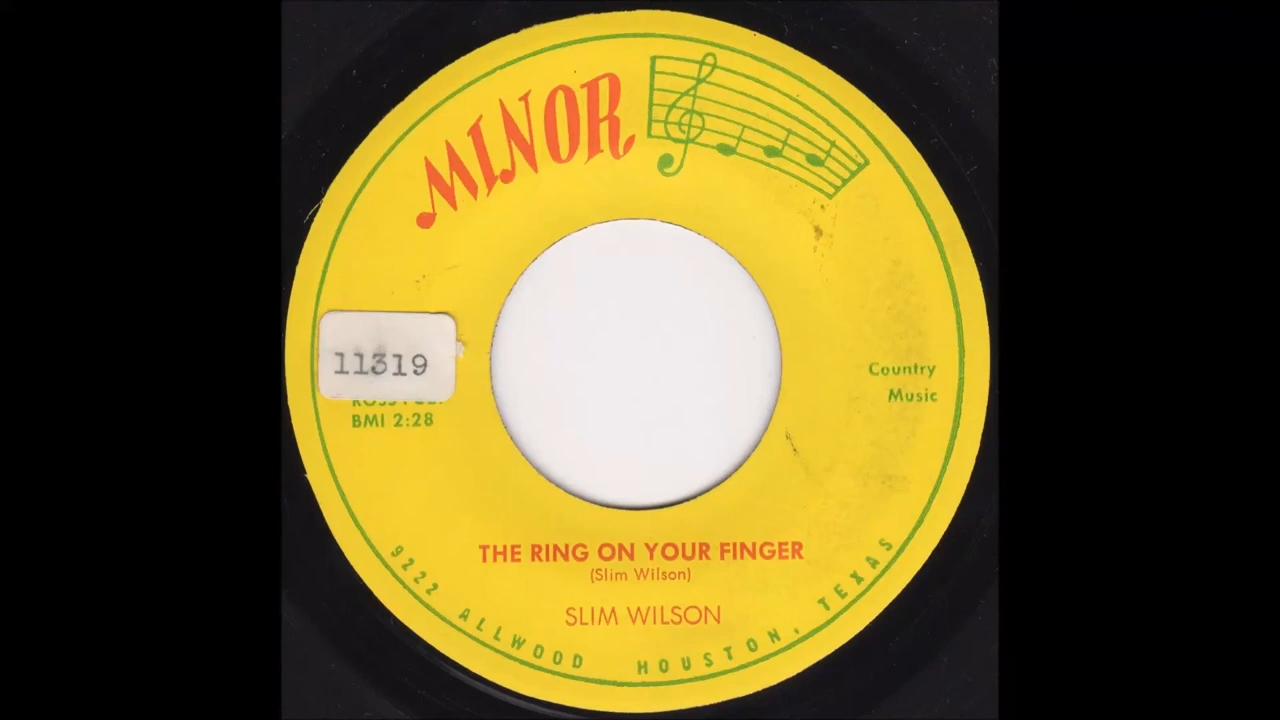 MINOR
11319
BMI 2:28
Country
Music
THE RING ON YOUR FINGER
(Slim Wilson)
SLIM WILSON
9222 ALLWOOD HOUSTON, TEXAS